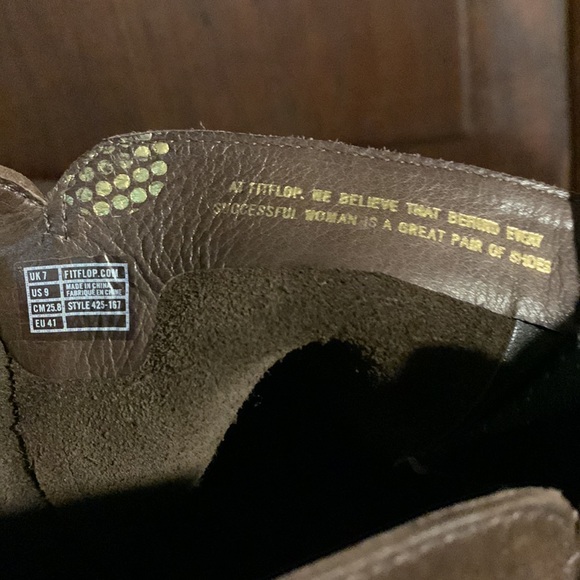 AT FITFLOP, WE BELIEVE THAT BEHIND EVERY
SUCCESSFUL WOMAN IS A GREAT PAIR OF SHOES
UK 7 FITFLOP.COM
US 9 MADE IN CHINA
FABRIQUÉ EN CHINE
CM 25.8 STYLE 425-167
EU 41